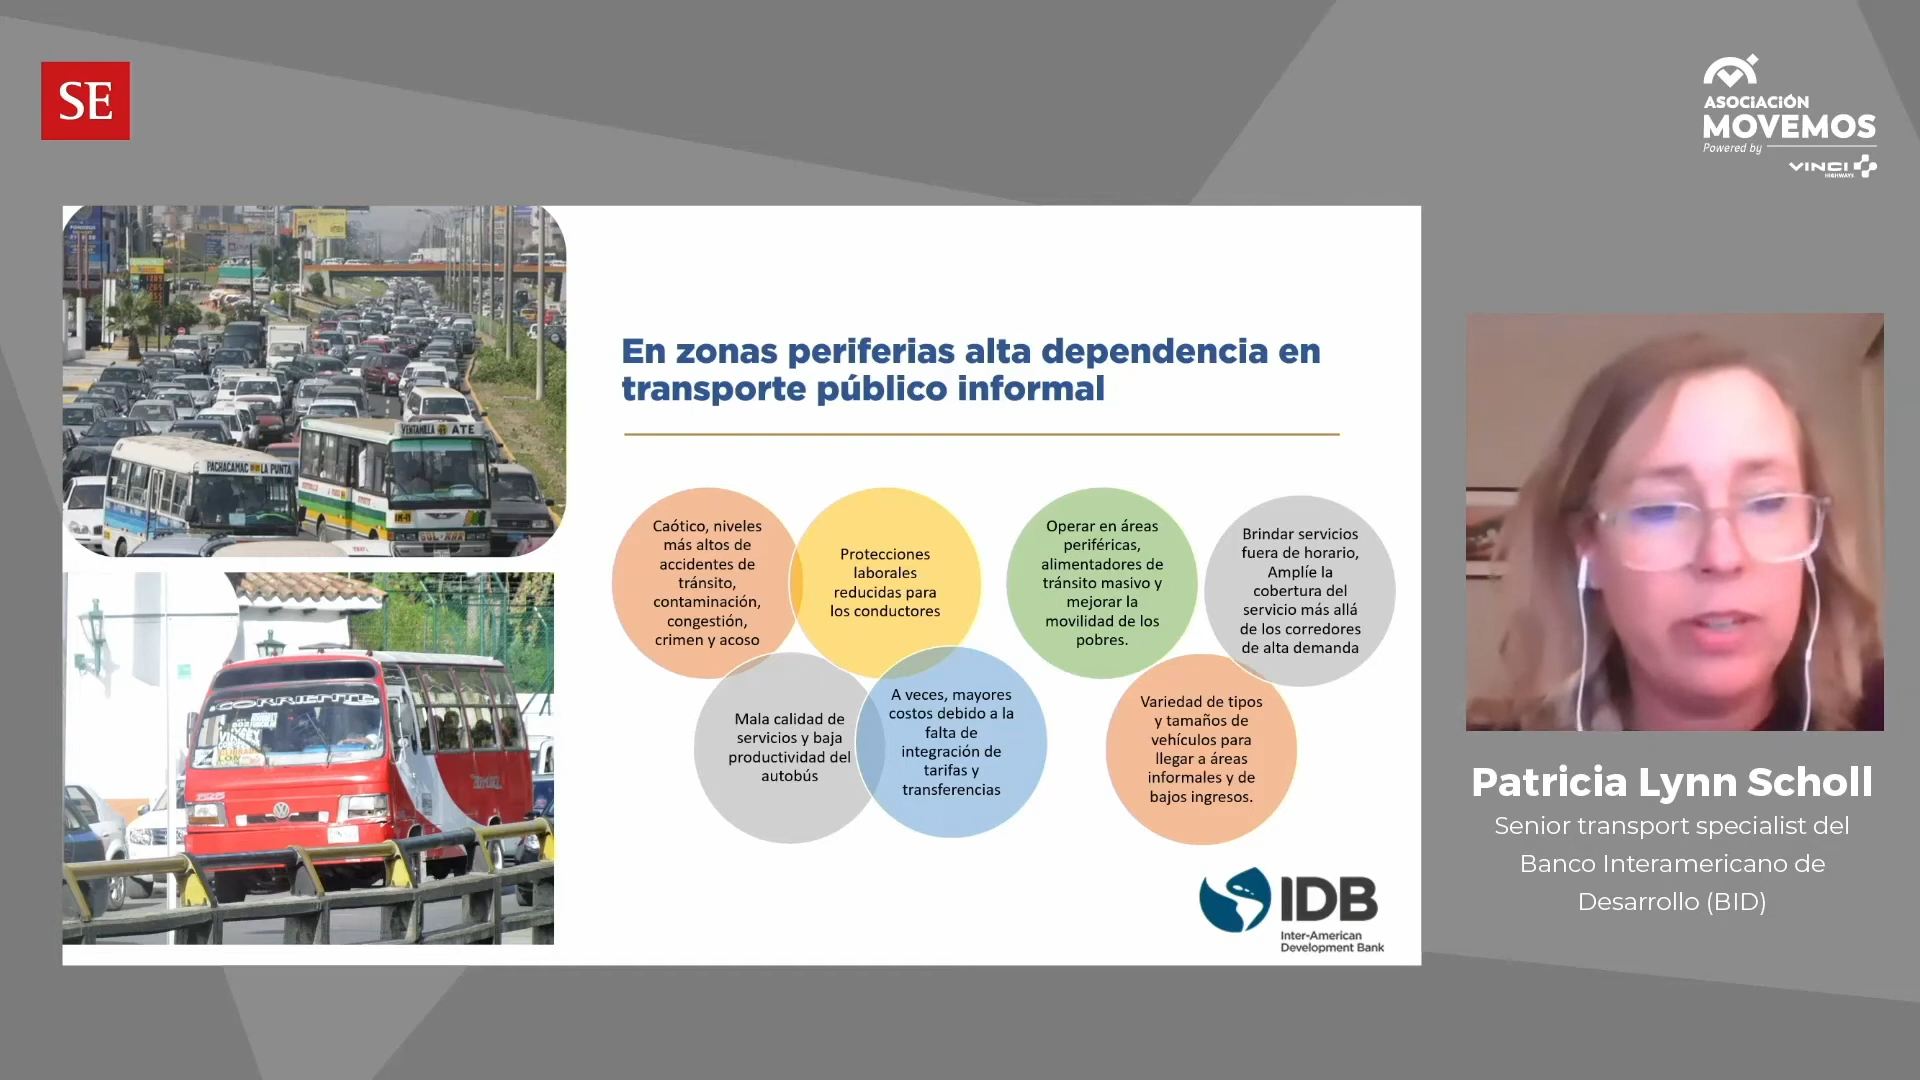 SE
ASOCIACIÓN
MOVEMOS
Powered by
VINCI
HIGHWAYS
En zonas periferias alta dependencia en
transporte público informal
Caótico, niveles
más altos de
accidentes de
tránsito,
contaminación,
congestión,
crimen y acoso
Protecciones
laborales
reducidas para
los conductores
Operar en áreas
periféricas,
alimentadores de
tránsito masivo y
mejorar la
movilidad de los
pobres.
Brindar servicios
fuera de horario,
Amplíe la
cobertura del
servicio más allá
de los corredores
de alta demanda
Mala calidad de
servicios y baja
productividad del
autobús
A veces, mayores
costos debido a la
falta de
integración de
tarifas y
transferencias
Variedad de tipos
y tamaños de
vehículos para
llegar a áreas
informales y de
bajos ingresos.
VENTANILLA ATE
PACHACAMAC LA PUNTA
CORRIENTE
IDB
Inter-American
Development Bank
Patricia Lynn Scholl
Senior transport specialist del
Banco Interamericano de
Desarrollo (BID)